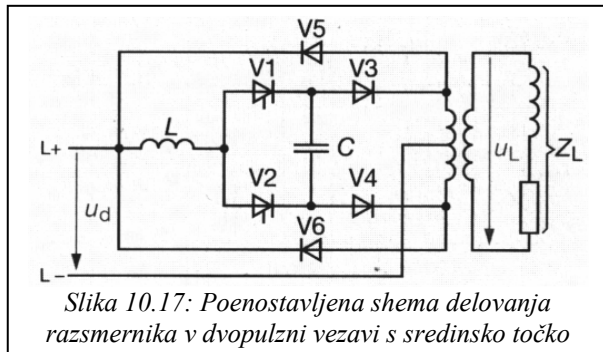 V5
V1 V3
L
L+
C
u_L
Z_L
V2 V4
u_d
V6
L−
Slika 10.17: Poenostavljena shema delovanja
razsmernika v dvopulzni vezavi s sredinsko točko